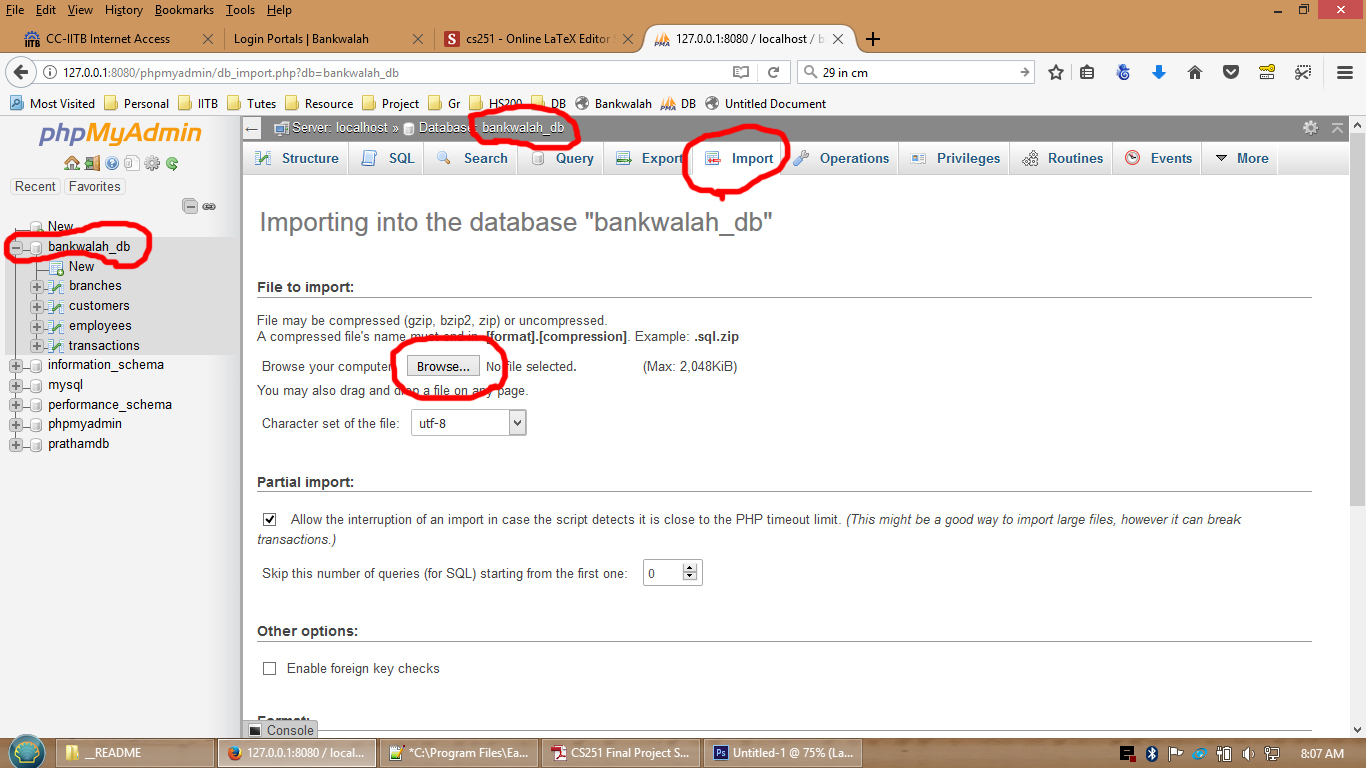 File Edit View History Bookmarks Tools Help
CC-IITB Internet Access
Login Portals | Bankwalah
cs251 - Online LaTeX Editor
127.0.0.1:8080 / localhost / b
127.0.0.1:8080/phpmyadmin/db_import.php?db=bankwalah_db
29 in cm
Most Visited Personal IITB Tutes Resource Project Gr HS200 DB Bankwalah DB Untitled Document
phpMyAdmin
Recent Favorites
New
bankwalah_db
New
branches
customers
employees
transactions
information_schema
mysql
performance_schema
phpmyadmin
prathamdb
Server: localhost » Database: bankwalah_db
Structure SQL Search Query Export Import Operations Privileges Routines Events More
Importing into the database "bankwalah_db"
File to import:
File may be compressed (gzip, bzip2, zip) or uncompressed.
A compressed file's name must end in .[format].[compression]. Example: .sql.zip
Browse your computer: Browse... No file selected. (Max: 2,048KiB)
You may also drag and drop a file on any page.
Character set of the file: utf-8
Partial import:
Allow the interruption of an import in case the script detects it is close to the PHP timeout limit. (This might be a good way to import large files, however it can break
transactions.)
Skip this number of queries (for SQL) starting from the first one: 0
Other options:
Enable foreign key checks
Format:
Console
__README
127.0.0.1:8080 / local...
*C:\Program Files\Ea...
CS251 Final Project S...
Untitled-1 @ 75% (La...
8:07 AM